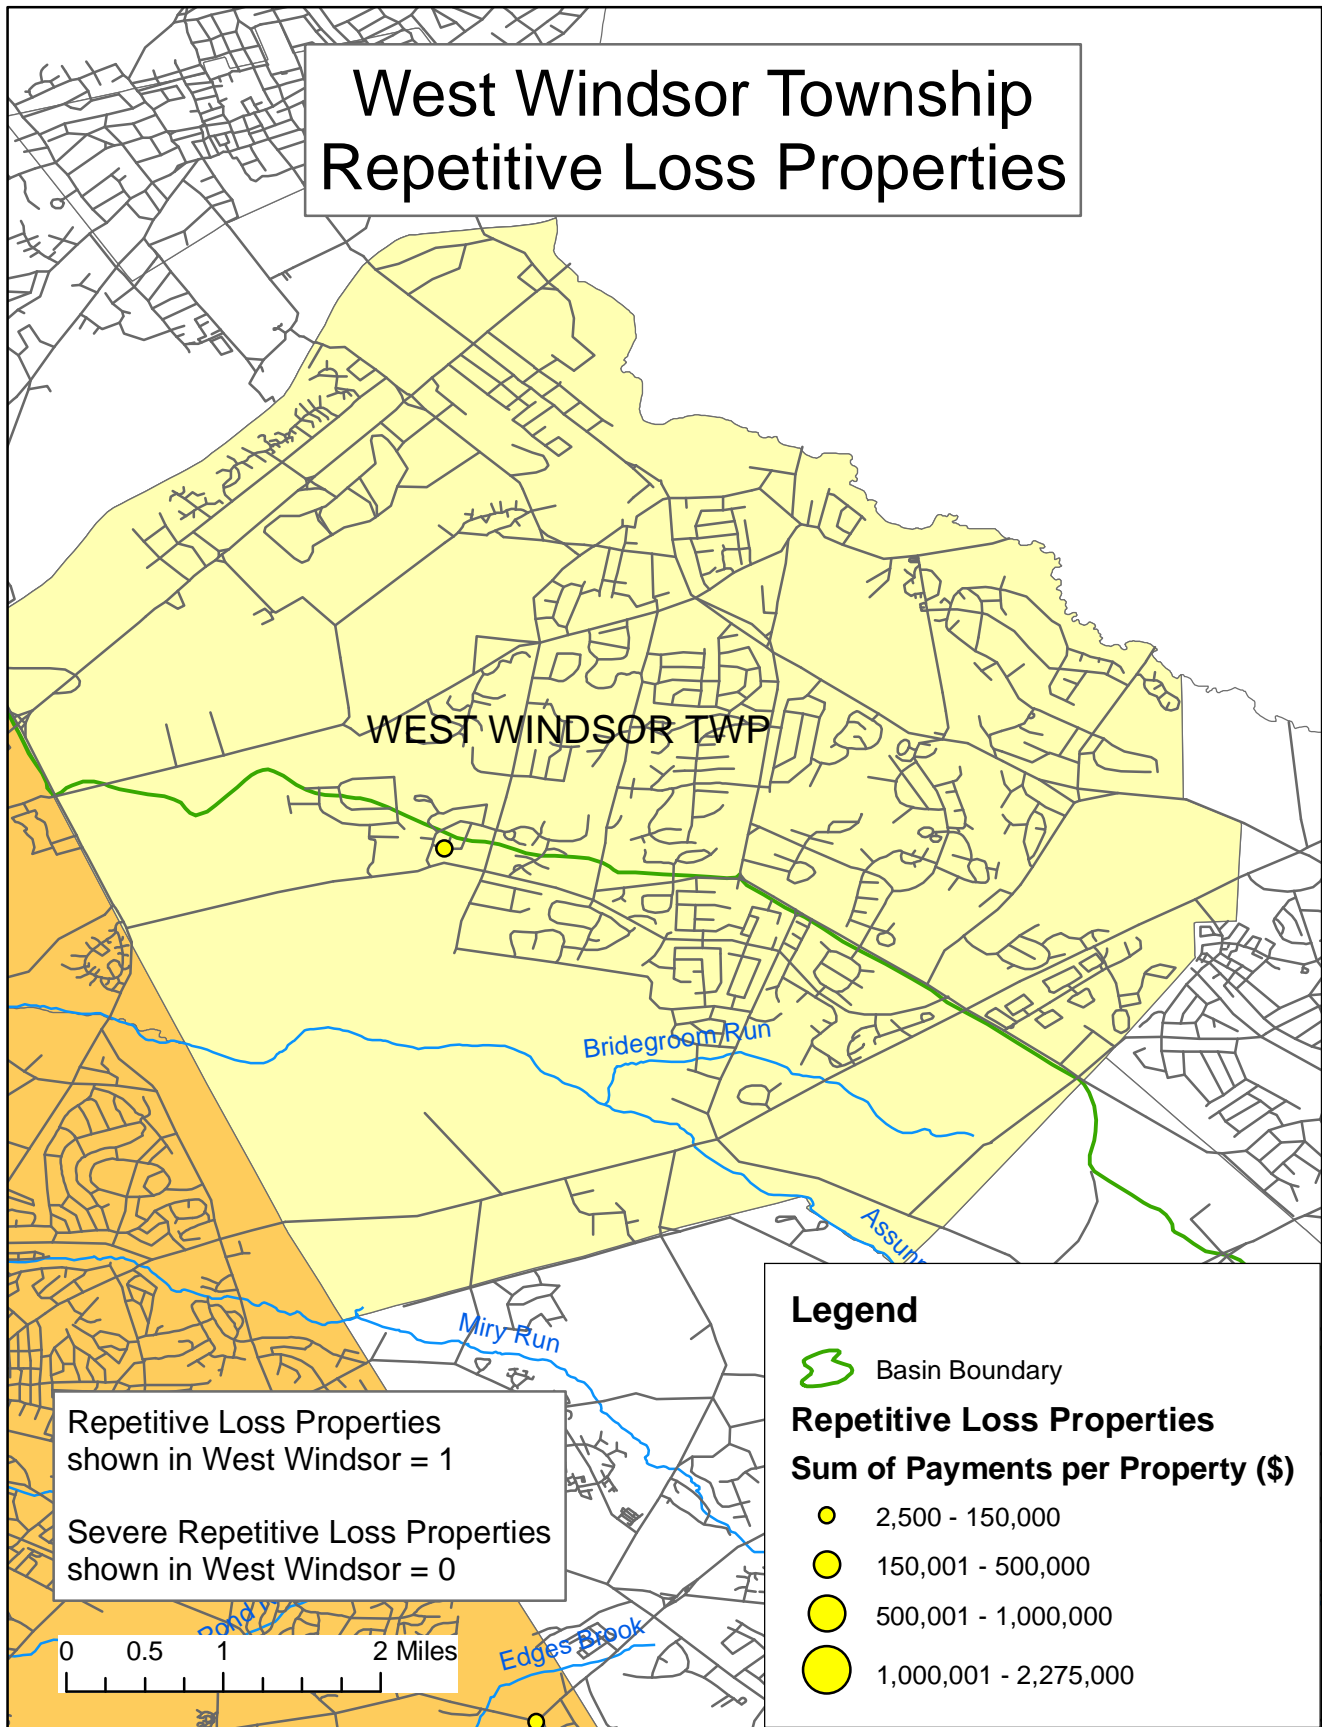 West Windsor Township
Repetitive Loss Properties
WEST WINDSOR TWP
Bridegroom Run
Miry Run
Legend
Basin Boundary
Repetitive Loss Properties
Sum of Payments per Property ($)
2,500 - 150,000
150,001 - 500,000
500,001 - 1,000,000
1,000,001 - 2,275,000
Repetitive Loss Properties
shown in West Windsor = 1
Severe Repetitive Loss Properties
shown in West Windsor = 0
Pond
0 0.5 1 2 Miles
Edges Brook